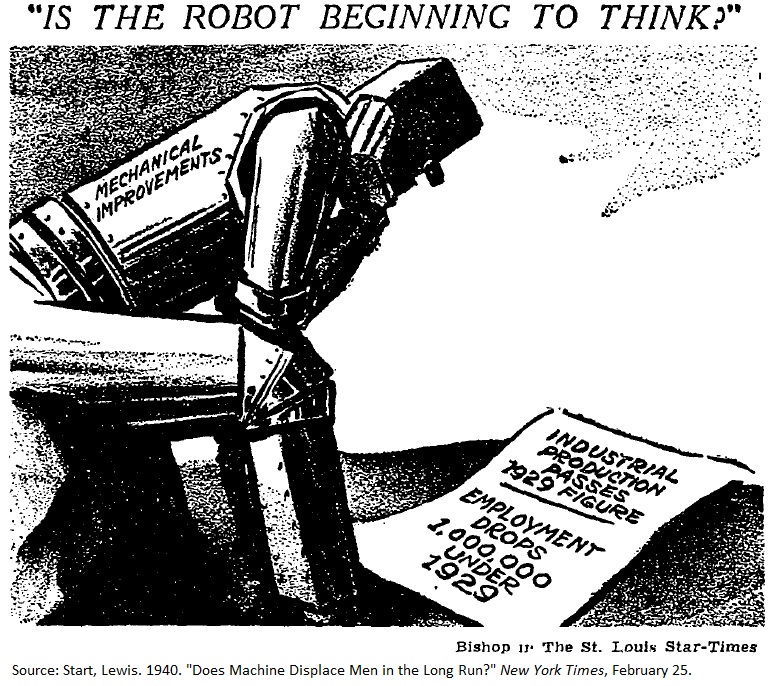 "IS THE ROBOT BEGINNING TO THINK?"
MECHANICAL
IMPROVEMENTS
INDUSTRIAL
PRODUCTION
PASSES
1929 FIGURE
EMPLOYMENT
DROPS
1,000,000
UNDER
1929
Bishop in The St. Louis Star-Times
Source: Start, Lewis. 1940. "Does Machine Displace Men in the Long Run?" New York Times, February 25.